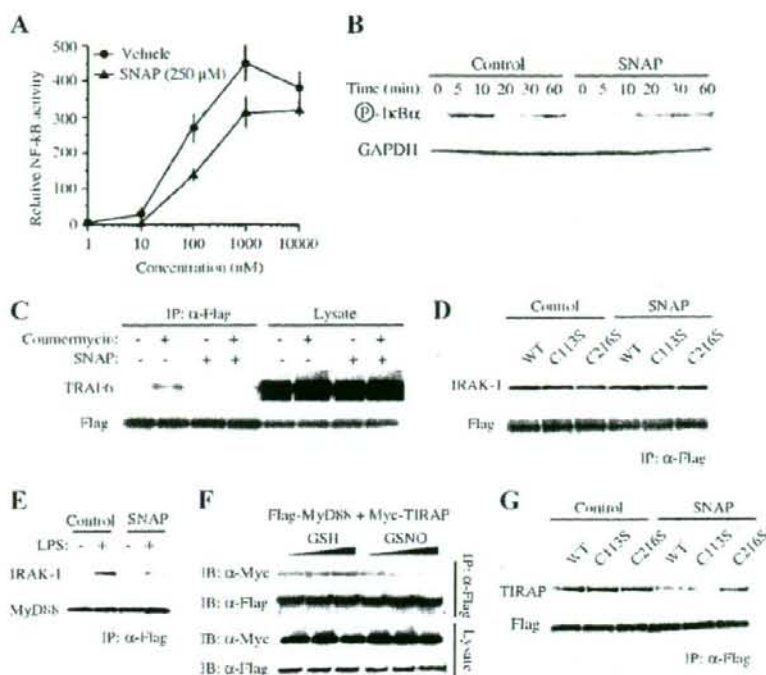 A
500
400
300
200
100
0
Relative NF-kB activity
Vehicle
SNAP (250 µM)
1 10 100 1000 10000
Concentration (nM)
B
Control SNAP
Time (min): 0 5 10 20 30 60 0 5 10 20 30 60
Ⓟ-IκBα
GAPDH
C
IP: α-Flag Lysate
Coumermycin: - + - + - + - +
SNAP: - - + + - - + +
TRAF6
Flag
D
Control SNAP
WT C113S C216S WT C113S C216S
IRAK-1
Flag
IP: α-Flag
E
Control SNAP
LPS: - + - +
IRAK-1
MyD88
IP: α-Flag
F
Flag-MyD88 + Myc-TIRAP
GSH GSNO
IB: α-Myc
IB: α-Flag
IP: α-Flag
IB: α-Myc
IB: α-Flag
Lysate
G
Control SNAP
WT C113S C216S WT C113S C216S
TIRAP
Flag
IP: α-Flag